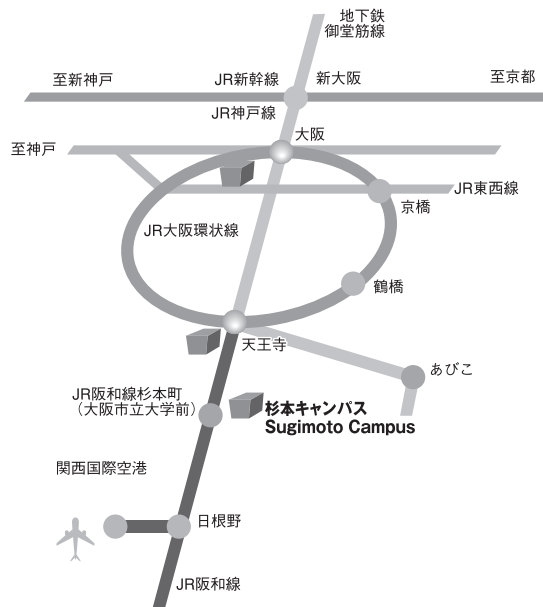 地下鉄
御堂筋線
至新神戸
JR新幹線
新大阪
至京都
JR神戸線
大阪
至神戸
JR東西線
京橋
JR大阪環状線
鶴橋
天王寺
あびこ
JR阪和線杉本町
（大阪市立大学前）
杉本キャンパス
Sugimoto Campus
関西国際空港
日根野
JR阪和線